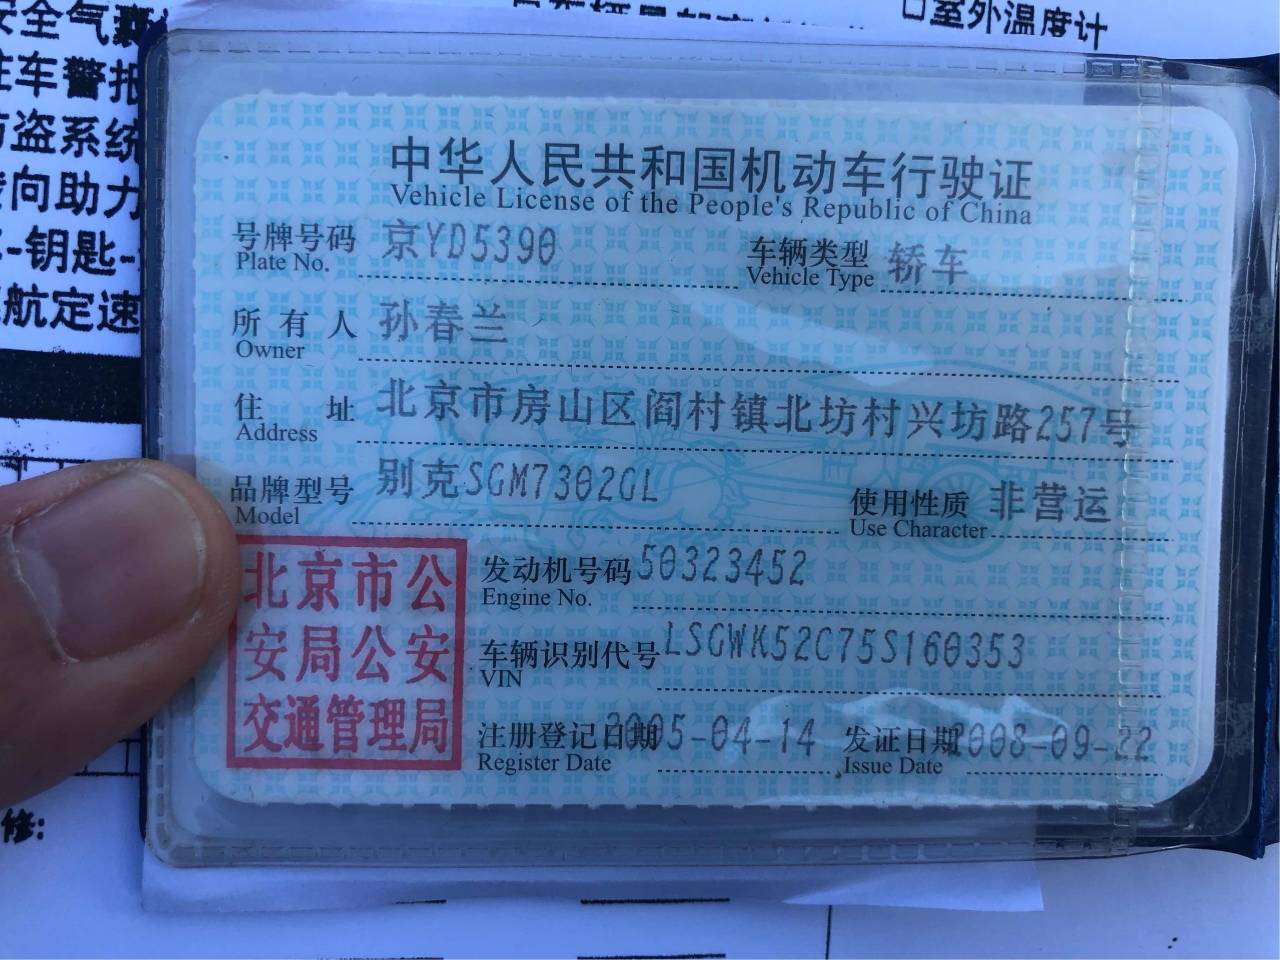 安全气囊
室外温度计
驻车警报
防盗系统
转向助力
-钥匙-
航定速
中华人民共和国机动车行驶证
Vehicle License of the People's Republic of China
号牌号码 京YD5390 车辆类型 轿车
Plate No. Vehicle Type
所有人 孙春兰
Owner
住址 北京市房山区阎村镇北坊村兴坊路257号
Address
品牌型号 别克SGM7302GL 使用性质 非营运
Model Use Character
北京市公
安局公安
交通管理局
发动机号码 50323452
Engine No.
车辆识别代号 LSGWK52C75S160353
VIN
注册登记日期 2005-04-14 发证日期 2008-09-22
Register Date Issue Date
修: